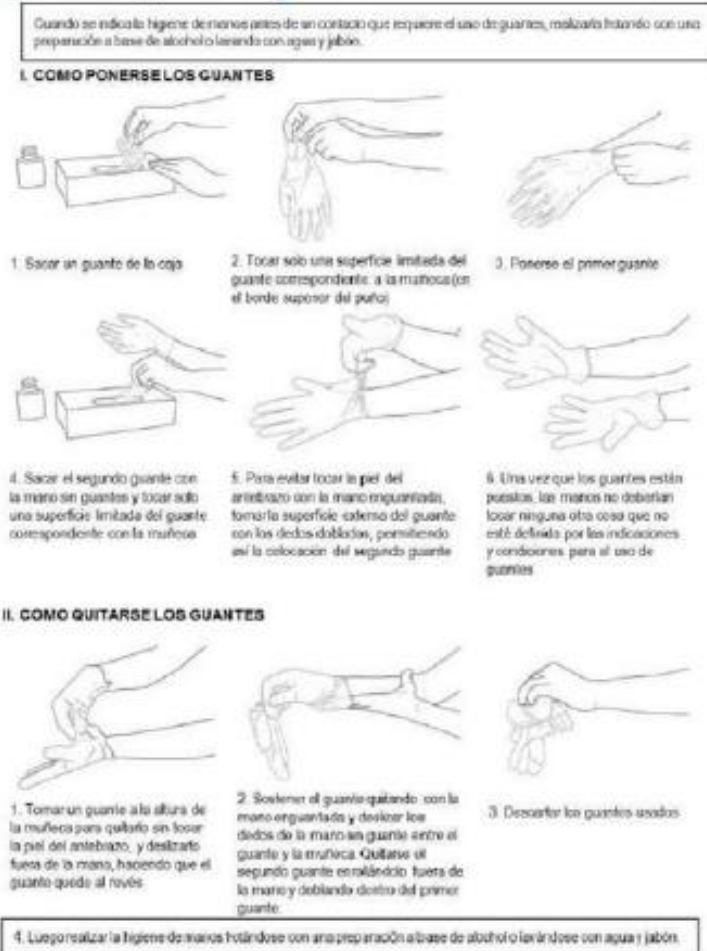 Cuando se indica la higiene de manos antes de un contacto que requiere el uso de guantes, realizarla frotando con una
preparación a base de alcohol o lavando con agua y jabón.
I. COMO PONERSE LOS GUANTES
1. Sacar un guante de la caja
2. Tocar solo una superficie limitada del
guante correspondiente a la muñeca (en
el borde superior del puño)
3. Ponerse el primer guante
4. Sacar el segundo guante con
la mano sin guantes y tocar solo
una superficie limitada del guante
correspondiente con la muñeca
5. Para evitar tocar la piel del
antebrazo con la mano enguantada,
tomar la superficie externa del guante
con los dedos doblados, permitiendo
así la colocación del segundo guante
6. Una vez que los guantes están
puestos, las manos no deberían
tocar ninguna otra cosa que no
esté definida por las indicaciones
y condiciones para el uso de
guantes
II. COMO QUITARSE LOS GUANTES
1. Tomar un guante a la altura de
la muñeca para quitarlo sin tocar
la piel del antebrazo, y deslizarlo
fuera de la mano, haciendo que el
guante quede al revés
2. Sostener el guante quitando con la
mano enguantada y deslizar los
dedos de la mano sin guante entre el
guante y la muñeca. Quitarse el
segundo guante enrollándolo fuera de
la mano y doblando dentro del primer
guante.
3. Descartar los guantes usados
4. Luego realizar la higiene de manos frotándose con una preparación a base de alcohol o lavándose con agua y jabón.